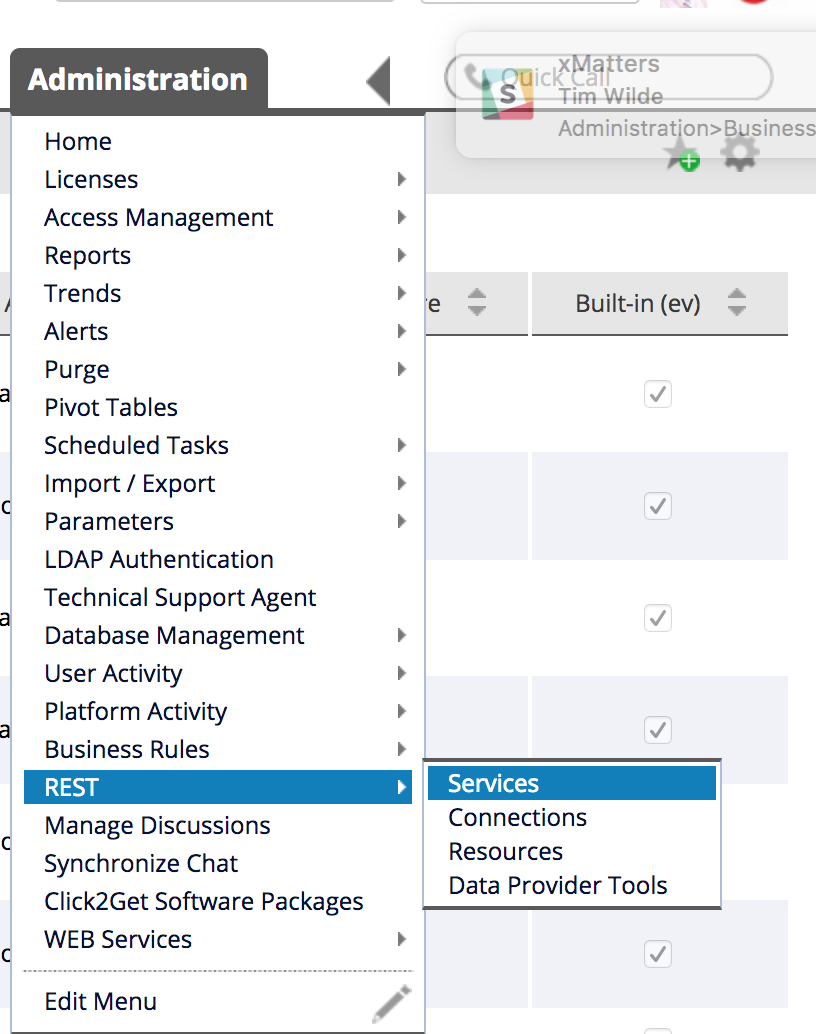 Administration
Quick Call
S
xMatters
Tim Wilde
Administration>Business
Home
Licenses
Access Management
Reports
Trends
Alerts
Purge
Pivot Tables
Scheduled Tasks
Import / Export
Parameters
LDAP Authentication
Technical Support Agent
Database Management
User Activity
Platform Activity
Business Rules
REST
Manage Discussions
Synchronize Chat
Click2Get Software Packages
WEB Services
Edit Menu
Services
Connections
Resources
Data Provider Tools
Built-in (ev)